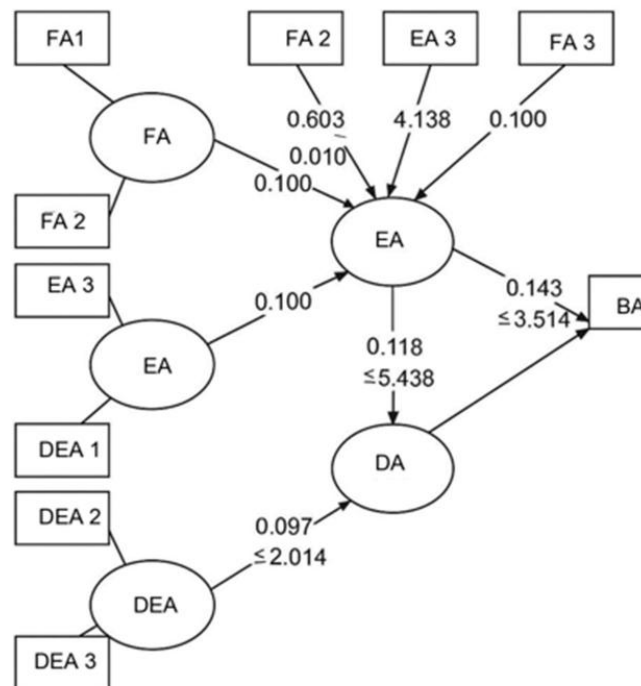 FA1
FA 2
EA 3
FA 3
FA
0.603
4.138
0.100
0.010
0.100
FA 2
EA
EA 3
0.100
0.143
≤3.514
BA
EA
0.118
≤5.438
DEA 1
DA
DEA 2
0.097
≤2.014
DEA
DEA 3